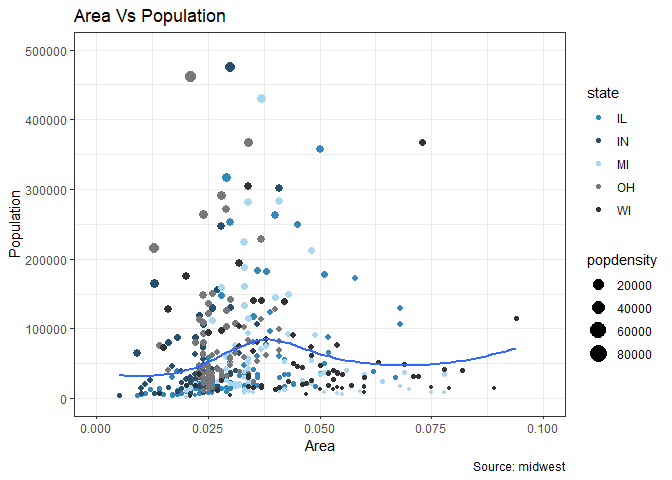 Area Vs Population
500000
400000
300000
200000
100000
0
Population
0.000
0.025
0.050
0.075
0.100
Area
Source: midwest
state
IL
IN
MI
OH
WI
popdensity
20000
40000
60000
80000